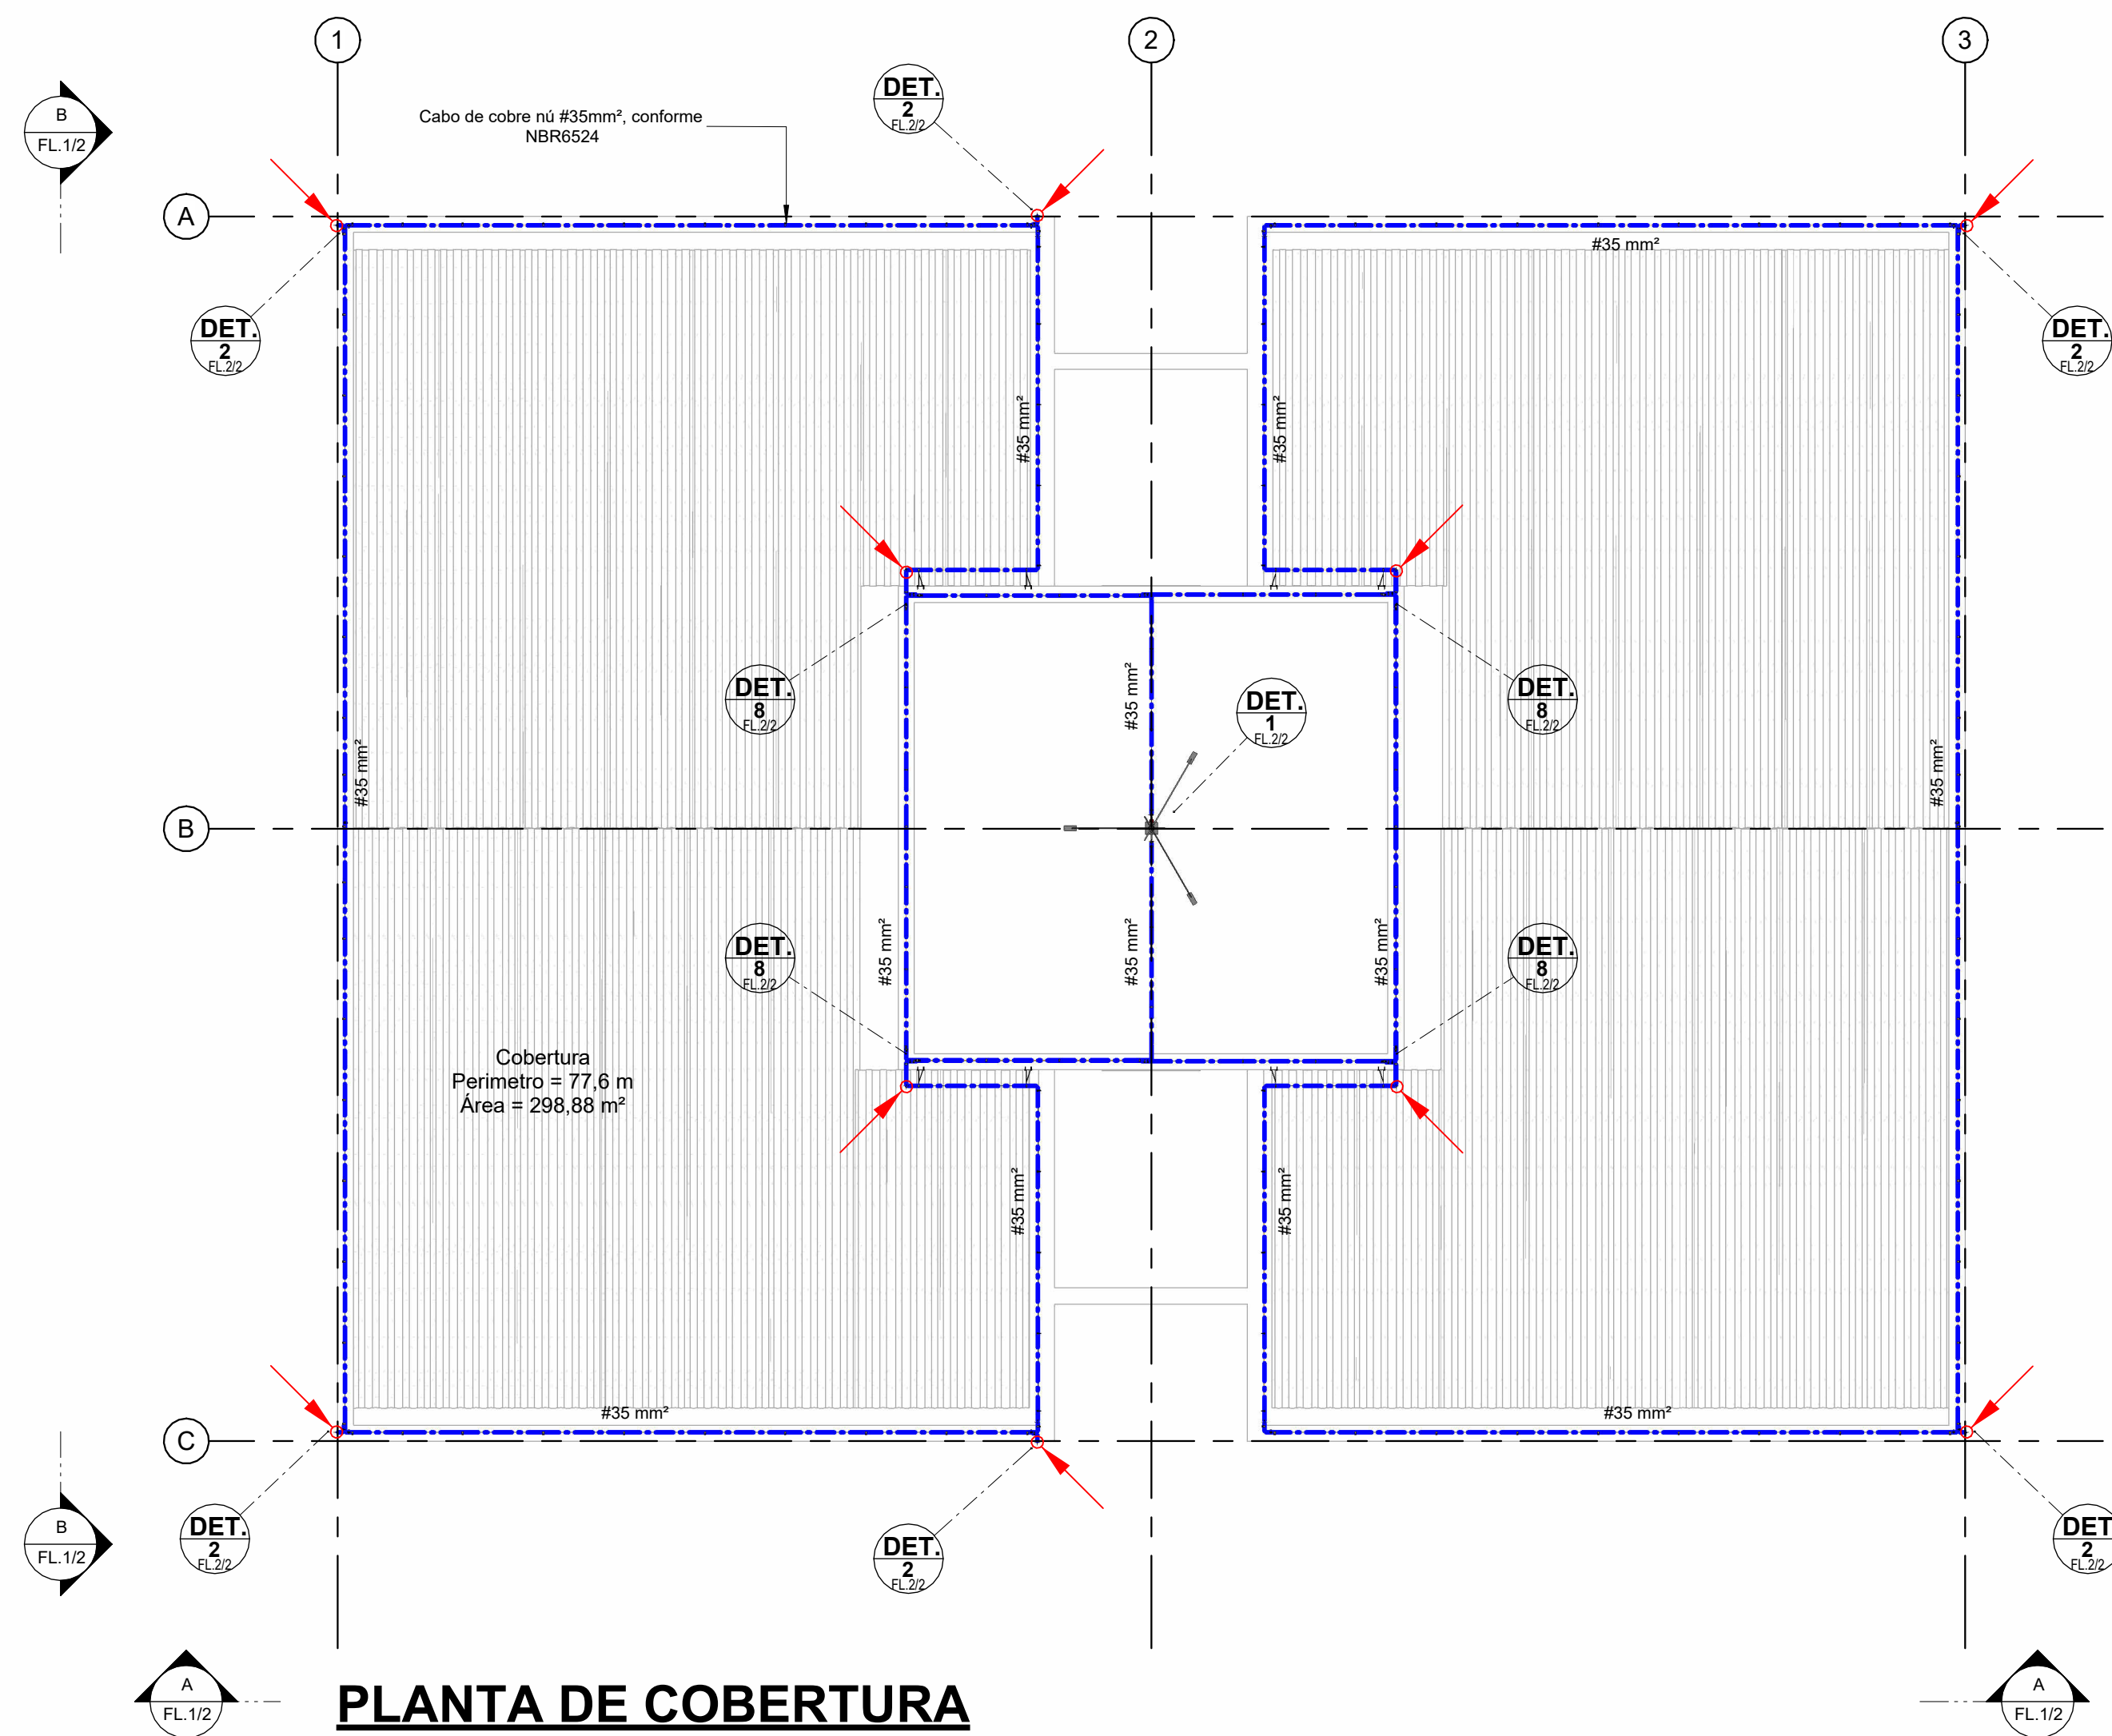 1
2
3
DET.
2
FL.2/2
B
FL.1/2
Cabo de cobre nú #35mm², conforme
NBR6524
A
#35 mm²
DET.
2
FL.2/2
DET.
2
FL.2/2
#35 mm²
#35 mm²
DET.
8
FL.2/2
#35 mm²
DET.
1
FL.2/2
DET.
8
FL.2/2
#35 mm²
#35 mm²
B
DET.
8
FL.2/2
#35 mm²
#35 mm²
#35 mm²
DET.
8
FL.2/2
Cobertura
Perimetro = 77,6 m
Área = 298,88 m²
#35 mm²
#35 mm²
#35 mm²
#35 mm²
C
B
FL.1/2
DET.
2
FL.2/2
DET.
2
FL.2/2
DET
2
FL.2/2
A
FL.1/2
PLANTA DE COBERTURA
A
FL.1/2